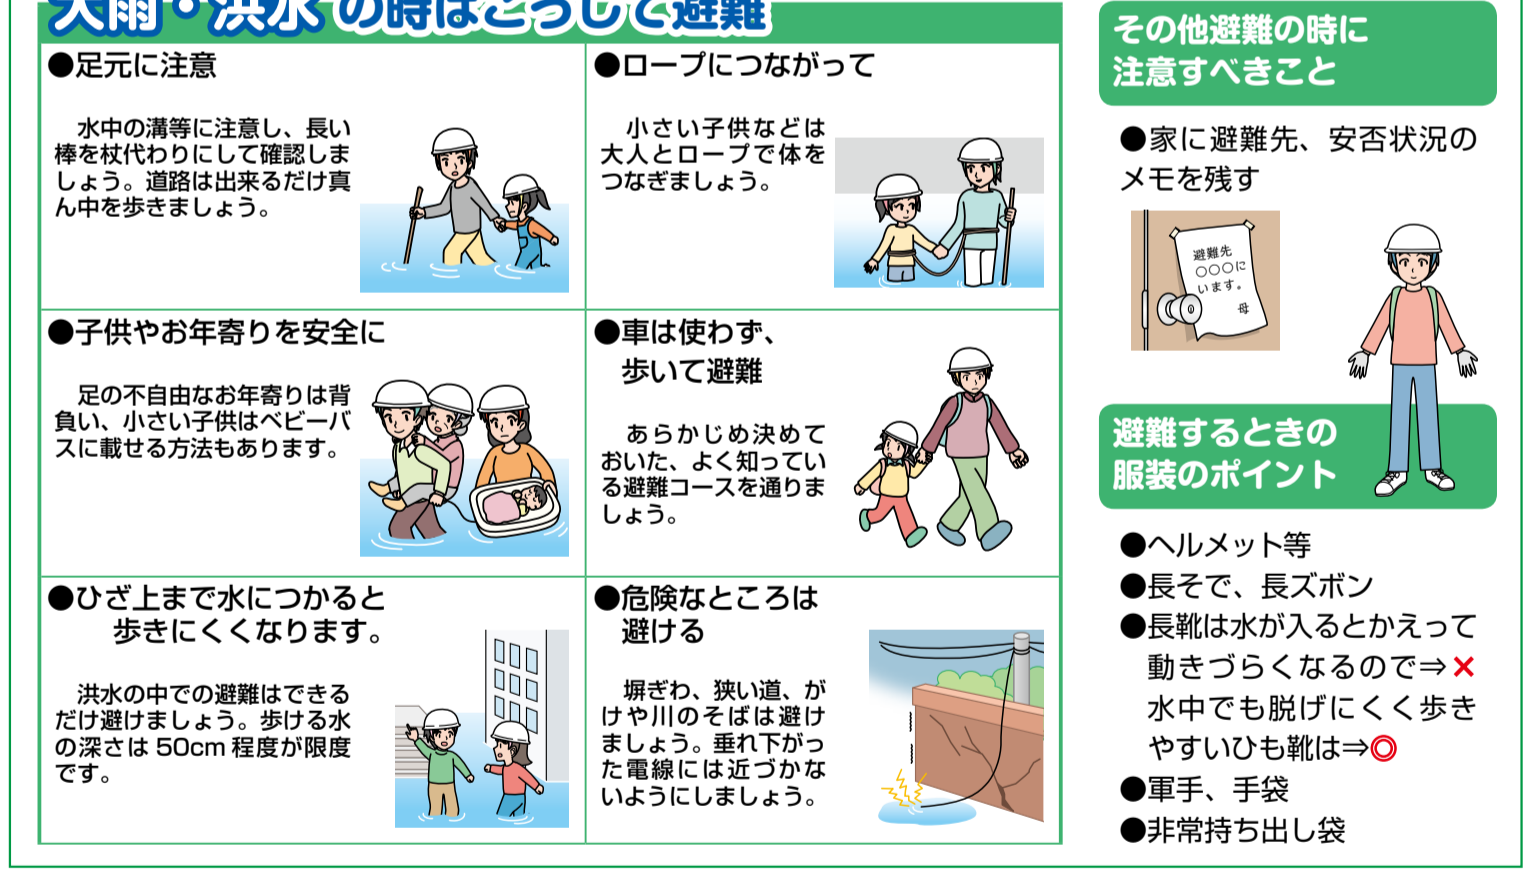 大雨・洪水の時はこうして避難
●足元に注意
水中の溝等に注意し、長い
棒を杖代わりにして確認しま
しょう。道路は出来るだけ真
ん中を歩きましょう。
●ロープにつながって
小さい子供などは
大人とロープで体を
つなぎましょう。
●子供やお年寄りを安全に
足の不自由なお年寄りは背
負い、小さい子供はベビーバ
スに載せる方法もあります。
●車は使わず、
歩いて避難
あらかじめ決めて
おいた、よく知ってい
る避難コースを通りま
しょう。
●ひざ上まで水につかると
歩きにくくなります。
洪水の中での避難はできる
だけ避けましょう。歩ける水
の深さは50cm程度が限度
です。
●危険なところは
避ける
塀ぎわ、狭い道、が
けや川のそばは避け
ましょう。垂れ下がっ
た電線には近づかな
いようにしましょう。
その他避難の時に
注意すべきこと
●家に避難先、安否状況の
メモを残す
避難先
○○○に
います。
母
避難するときの
服装のポイント
●ヘルメット等
●長そで、長ズボン
●長靴は水が入るとかえって
動きづらくなるので⇒×
水中でも脱げにくく歩き
やすいひも靴は⇒◎
●軍手、手袋
●非常持ち出し袋